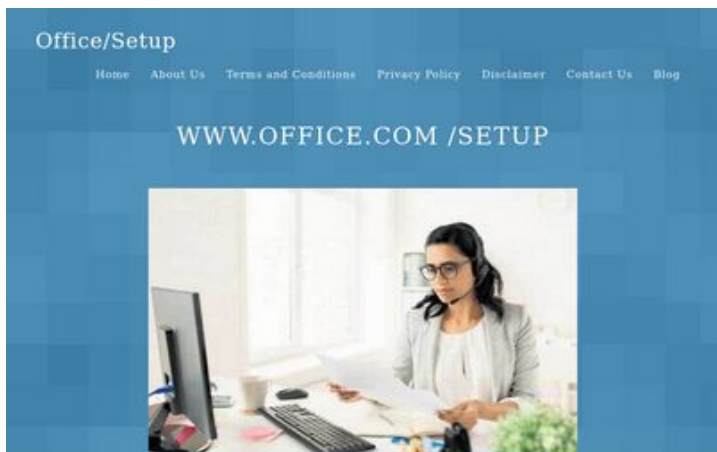 Office/Setup
Home About Us Terms and Conditions Privacy Policy Disclaimer Contact Us Blog
WWW.OFFICE.COM /SETUP